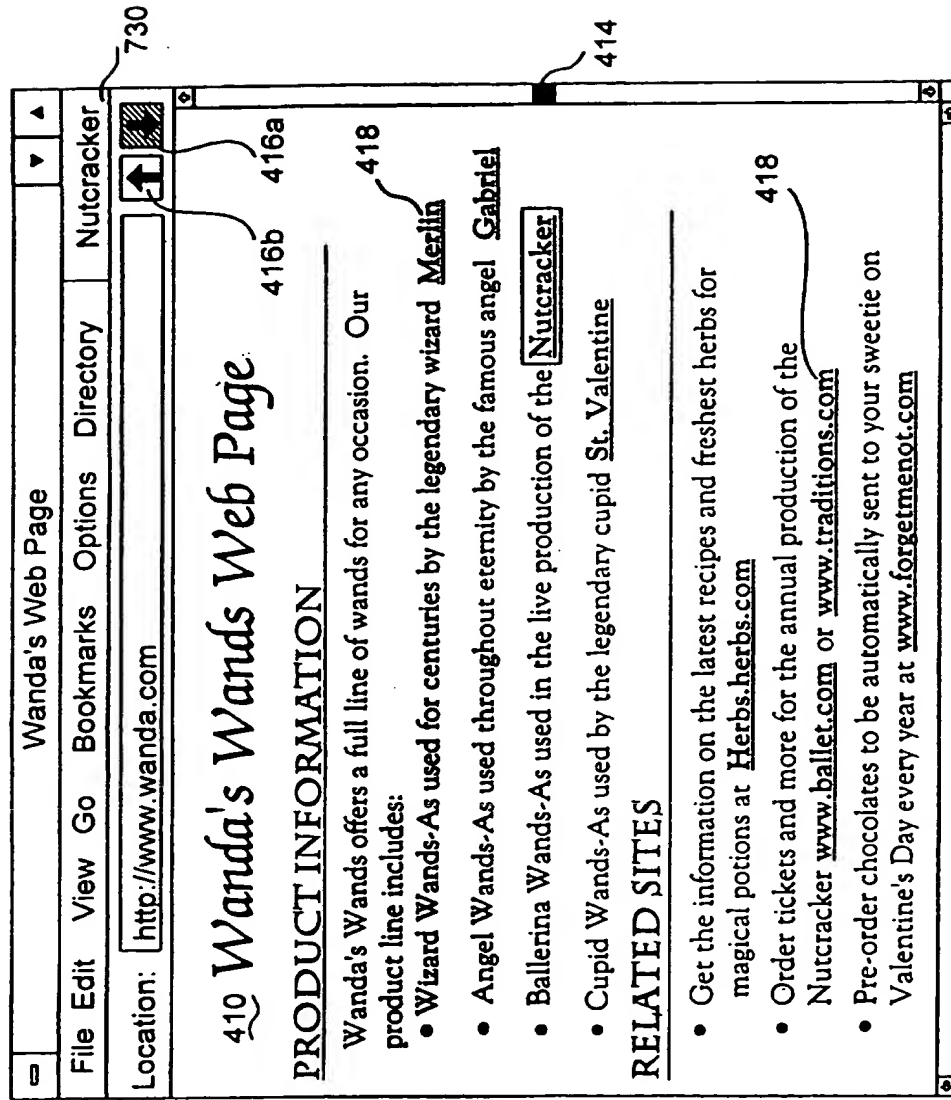 Wanda's Web Page
File Edit View Go Bookmarks Options Directory Nutcracker
730
Location: http://www.wanda.com
416b
416a
410 Wanda's Wands Web Page
PRODUCT INFORMATION
Wanda's Wands offers a full line of wands for any occasion. Our
product line includes:
418
• Wizard Wands-As used for centuries by the legendary wizard Merlin
• Angel Wands-As used throughout eternity by the famous angel Gabriel
• Ballerina Wands-As used in the live production of the Nutcracker
414
• Cupid Wands-As used by the legendary cupid St. Valentine
RELATED SITES
• Get the information on the latest recipes and freshest herbs for
magical potions at Herbs.herbs.com
418
• Order tickets and more for the annual production of the
Nutcracker www.ballet.com or www.traditions.com
• Pre-order chocolates to be automatically sent to your sweetie on
Valentine's Day every year at www.forgetmenot.com